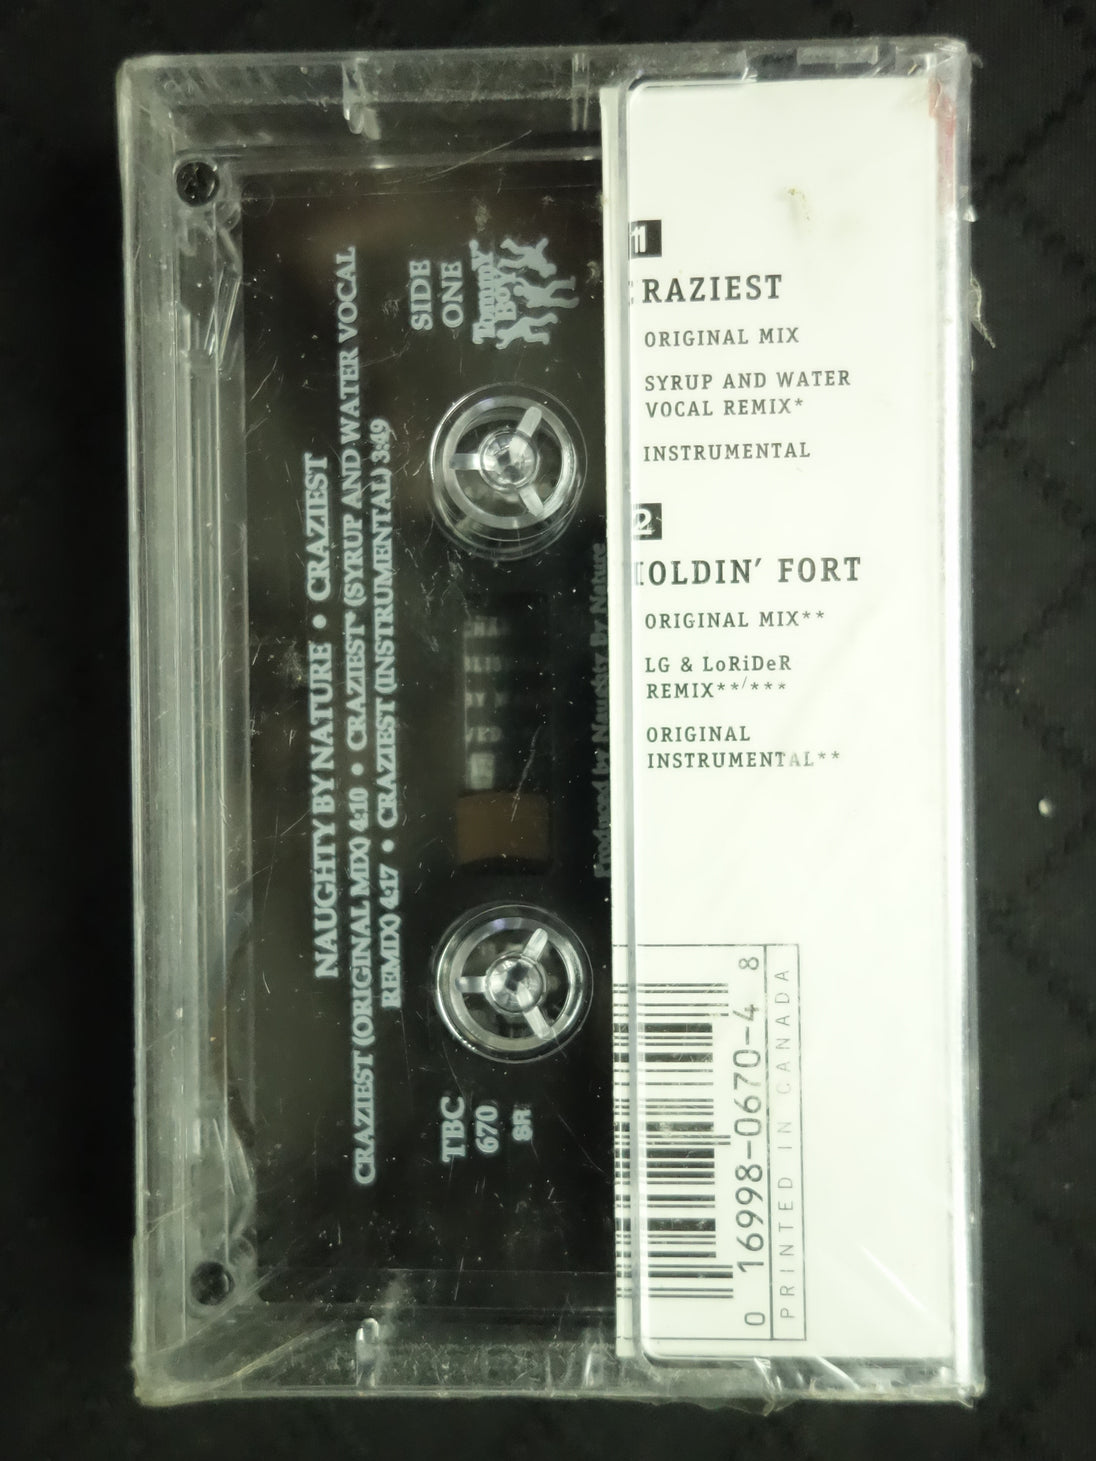 NAUGHTY BY NATURE • CRAZIEST
CRAZIEST (ORIGINAL MIX) 4:10 • CRAZIEST* (SYRUP AND WATER VOCAL
REMIX) 4:17 • CRAZIEST (INSTRUMENTAL) 3:49
SIDE
ONE
Tommy
Boy
TBC
670
SR
Produced by Naughty By Nature
1
CRAZIEST
ORIGINAL MIX
SYRUP AND WATER
VOCAL REMIX*
INSTRUMENTAL
2
HOLDIN' FORT
ORIGINAL MIX**
LG & LoRiDeR
REMIX**/***
ORIGINAL
INSTRUMENTAL**
0 16998-0670-4 8
PRINTED IN CANADA